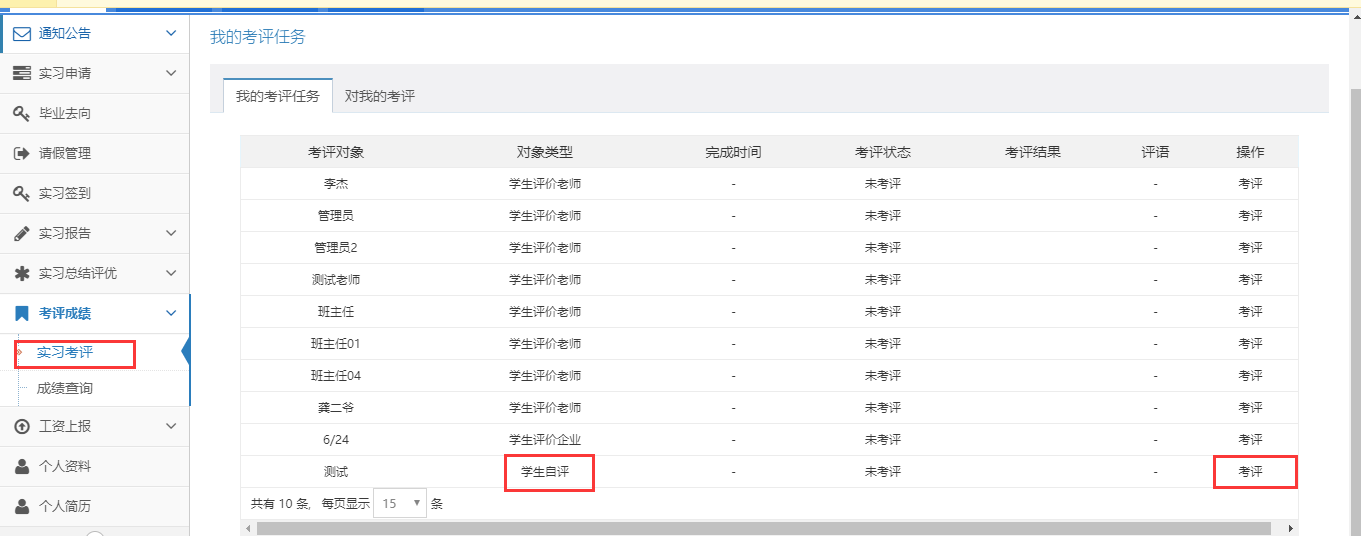 通知公告
实习申请
毕业去向
请假管理
实习签到
实习报告
实习总结评优
考评成绩
实习考评
成绩查询
工资上报
个人资料
个人简历
我的考评任务
我的考评任务 对我的考评
考评对象 对象类型 完成时间 考评状态 考评结果 评语 操作
李杰 学生评价老师 - 未考评 - 考评
管理员 学生评价老师 - 未考评 - 考评
管理员2 学生评价老师 - 未考评 - 考评
测试老师 学生评价老师 - 未考评 - 考评
班主任 学生评价老师 - 未考评 - 考评
班主任01 学生评价老师 - 未考评 - 考评
班主任04 学生评价老师 - 未考评 - 考评
龚二爷 学生评价老师 - 未考评 - 考评
6/24 学生评价企业 - 未考评 - 考评
测试 学生自评 - 未考评 - 考评
共有 10 条, 每页显示 15 条